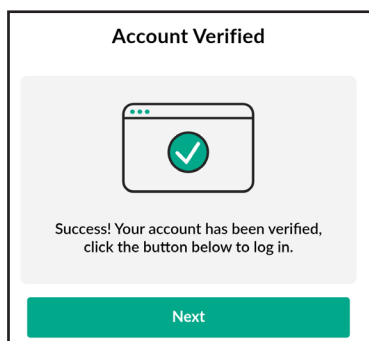 Account Verified
Success! Your account has been verified,
click the button below to log in.
Next